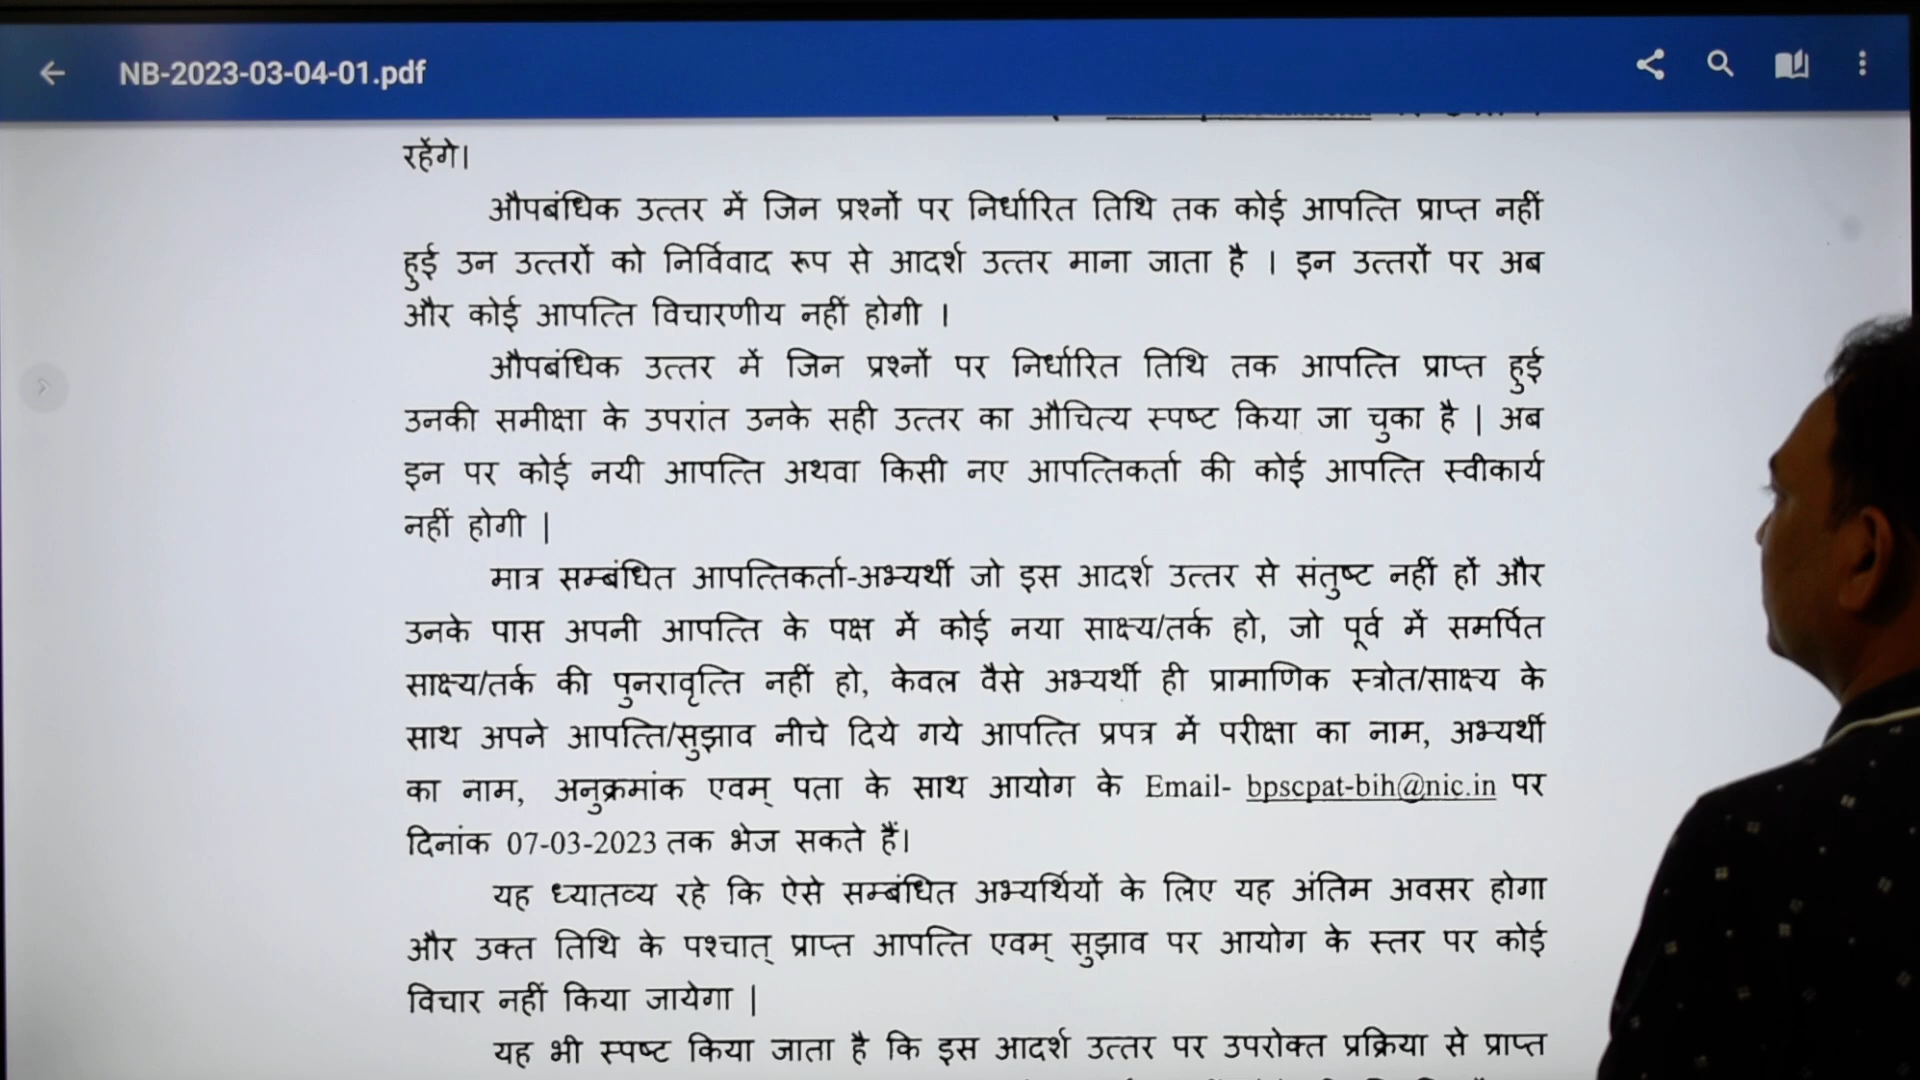 NB-2023-03-04-01.pdf
रहेंगे।
औपबंधिक उत्तर में जिन प्रश्नों पर निर्धारित तिथि तक कोई आपत्ति प्राप्त नहीं
हुई उन उत्तरों को निर्विवाद रूप से आदर्श उत्तर माना जाता है । इन उत्तरों पर अब
और कोई आपत्ति विचारणीय नहीं होगी ।
औपबंधिक उत्तर में जिन प्रश्नों पर निर्धारित तिथि तक आपत्ति प्राप्त हुई
उनकी समीक्षा के उपरांत उनके सही उत्तर का औचित्य स्पष्ट किया जा चुका है | अब
इन पर कोई नयी आपत्ति अथवा किसी नए आपत्तिकर्ता की कोई आपत्ति स्वीकार्य
नहीं होगी |
मात्र सम्बंधित आपत्तिकर्ता-अभ्यर्थी जो इस आदर्श उत्तर से संतुष्ट नहीं हों और
उनके पास अपनी आपत्ति के पक्ष में कोई नया साक्ष्य/तर्क हो, जो पूर्व में समर्पित
साक्ष्य/तर्क की पुनरावृत्ति नहीं हो, केवल वैसे अभ्यर्थी ही प्रामाणिक स्त्रोत/साक्ष्य के
साथ अपने आपत्ति/सुझाव नीचे दिये गये आपत्ति प्रपत्र में परीक्षा का नाम, अभ्यर्थी
का नाम, अनुक्रमांक एवम् पता के साथ आयोग के Email- bpscpat-bih@nic.in पर
दिनांक 07-03-2023 तक भेज सकते हैं।
यह ध्यातव्य रहे कि ऐसे सम्बंधित अभ्यर्थियों के लिए यह अंतिम अवसर होगा
और उक्त तिथि के पश्चात् प्राप्त आपत्ति एवम् सुझाव पर आयोग के स्तर पर कोई
विचार नहीं किया जायेगा |
यह भी स्पष्ट किया जाता है कि इस आदर्श उत्तर पर उपरोक्त प्रक्रिया से प्राप्त